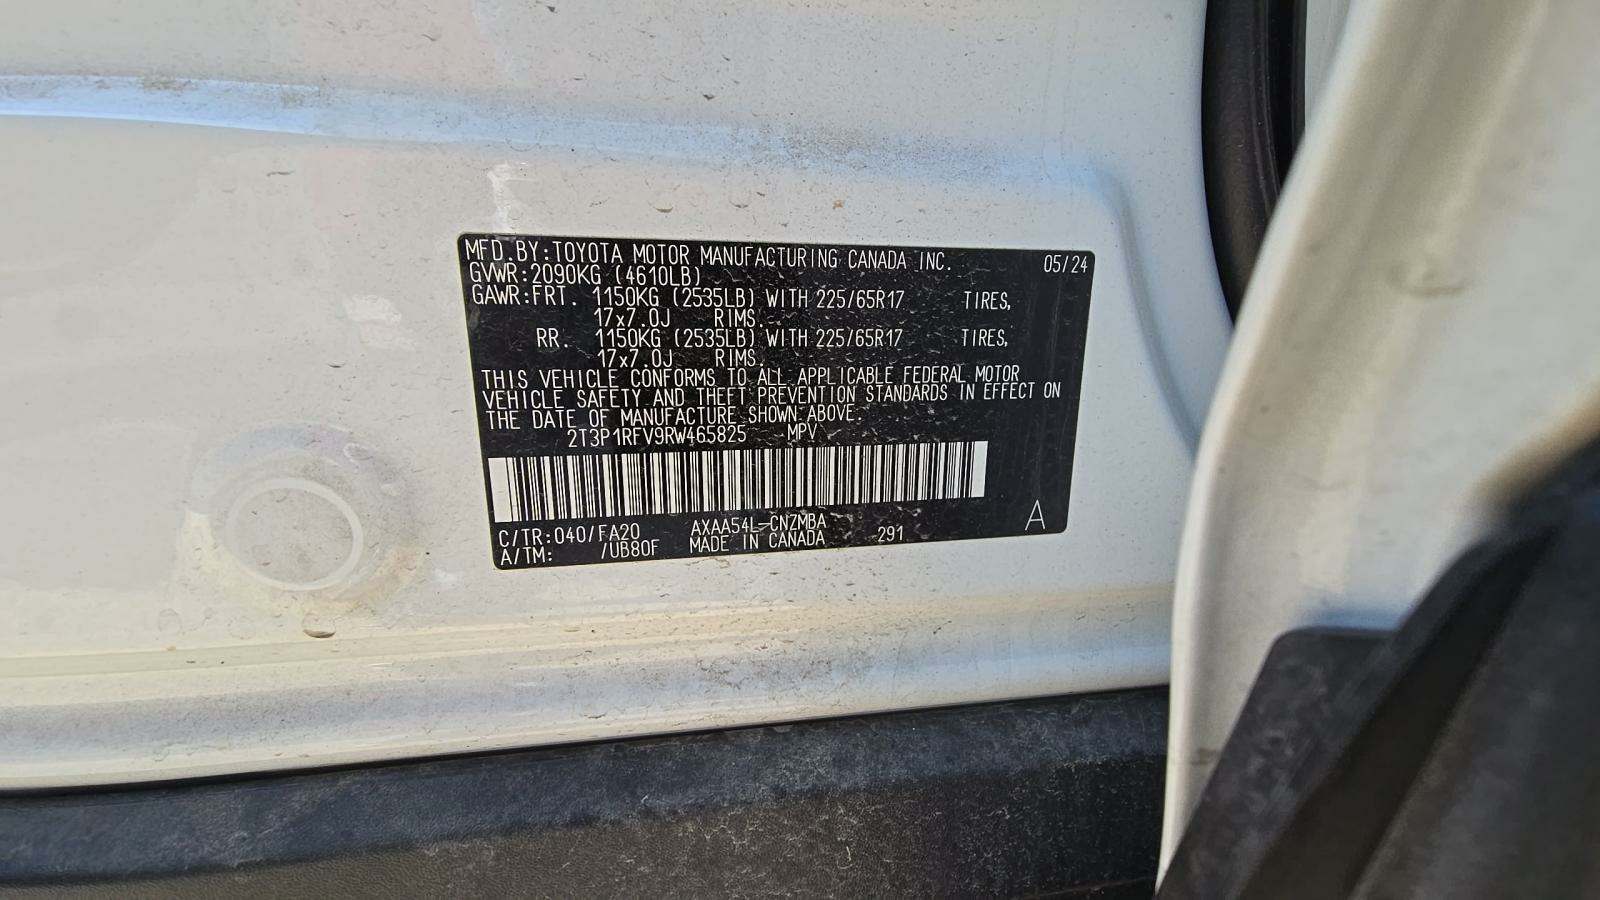 MFD.BY:TOYOTA MOTOR MANUFACTURING CANADA INC. 05/24
GVWR:2090KG (4610LB)
GAWR:FRT. 1150KG (2535LB) WITH 225/65R17 TIRES,
17x7.0J RIMS.
RR. 1150KG (2535LB) WITH 225/65R17 TIRES,
17x7.0J RIMS.
THIS VEHICLE CONFORMS TO ALL APPLICABLE FEDERAL MOTOR
VEHICLE SAFETY AND THEFT PREVENTION STANDARDS IN EFFECT ON
THE DATE OF MANUFACTURE SHOWN ABOVE.
2T3P1RFV9RW465825 MPV
C/TR:040/FA20 AXAA54L-CNZMBA
A/TM: /UB80F MADE IN CANADA 291 A